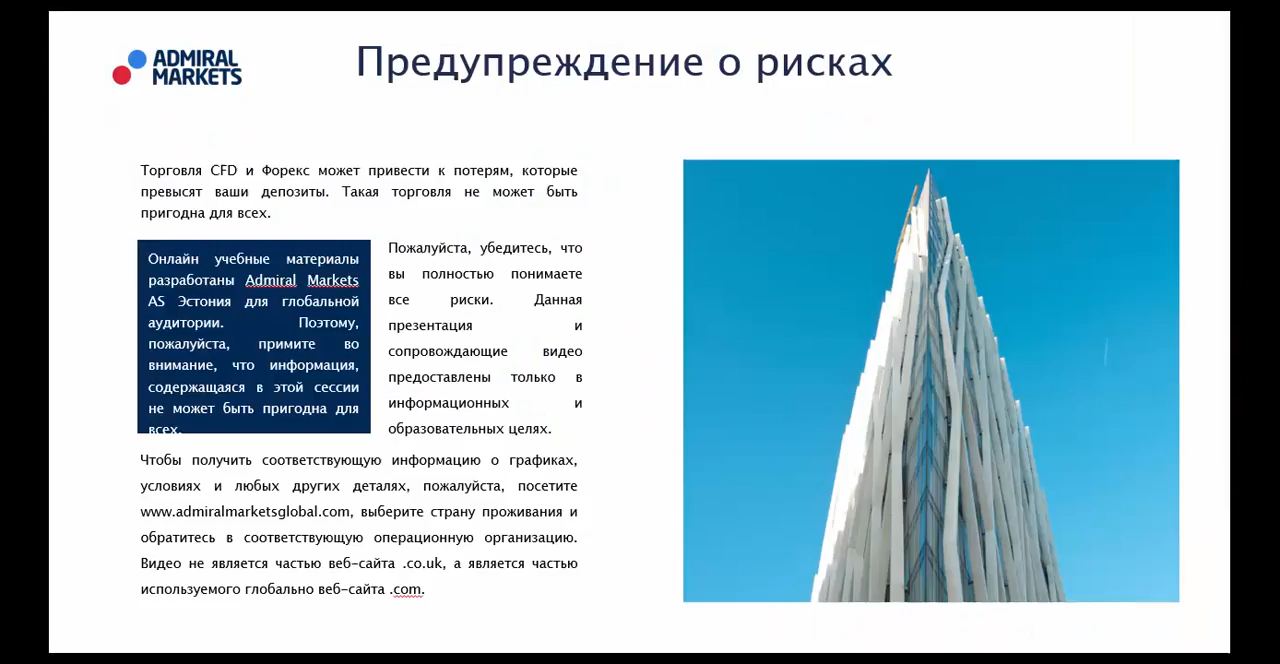 ADMIRAL
MARKETS
Предупреждение о рисках
Торговля CFD и Форекс может привести к потерям, которые
превысят ваши депозиты. Такая торговля не может быть
пригодна для всех.
Онлайн учебные материалы
разработаны Admiral Markets
AS Эстония для глобальной
аудитории. Поэтому,
пожалуйста, примите во
внимание, что информация,
содержащаяся в этой сессии
не может быть пригодна для
всех.
Пожалуйста, убедитесь, что
вы полностью понимаете
все риски. Данная
презентация и
сопровождающие видео
предоставлены только в
информационных и
образовательных целях.
Чтобы получить соответствующую информацию о графиках,
условиях и любых других деталях, пожалуйста, посетите
www.admiralmarketsglobal.com, выберите страну проживания и
обратитесь в соответствующую операционную организацию.
Видео не является частью веб-сайта .co.uk, а является частью
используемого глобально веб-сайта .com.